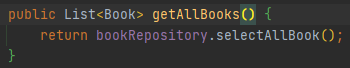 public List<Book> getAllBooks() {
    return bookRepository.selectAllBook();
}